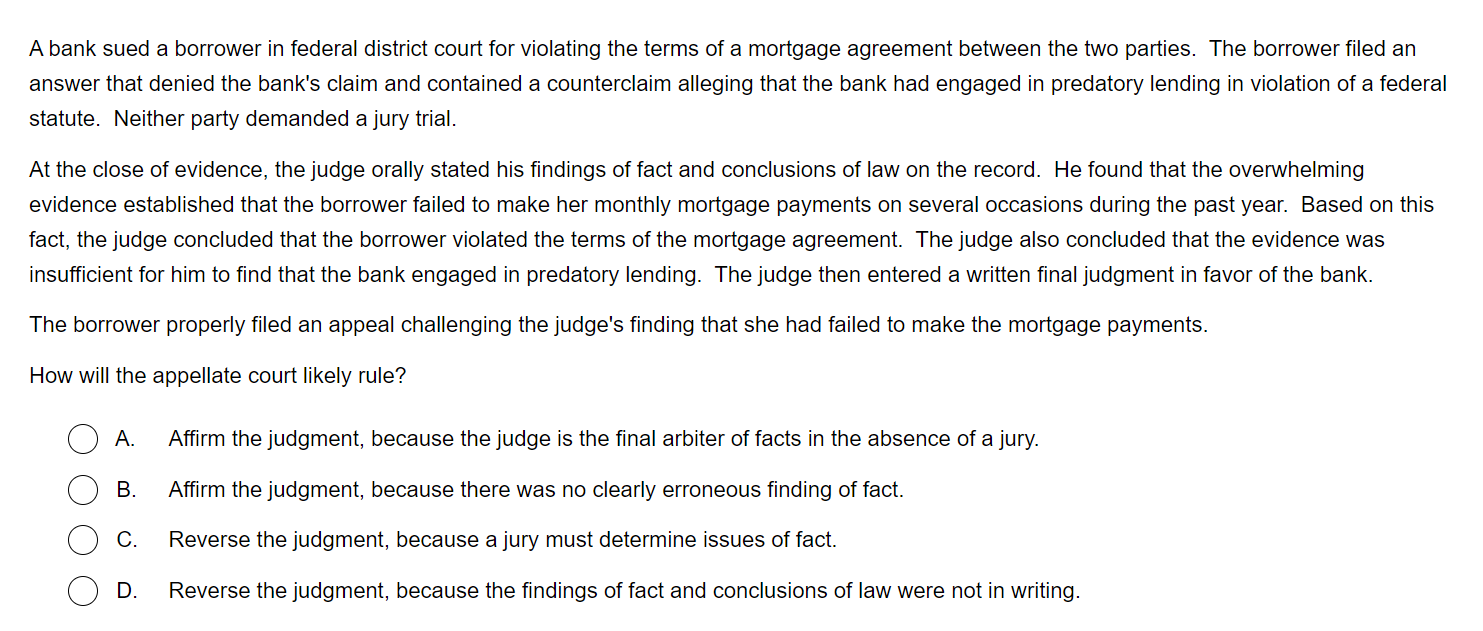 A bank sued a borrower in federal district court for violating the terms of a mortgage agreement between the two parties.  The borrower filed an
answer that denied the bank's claim and contained a counterclaim alleging that the bank had engaged in predatory lending in violation of a federal
statute.  Neither party demanded a jury trial.
At the close of evidence, the judge orally stated his findings of fact and conclusions of law on the record.  He found that the overwhelming
evidence established that the borrower failed to make her monthly mortgage payments on several occasions during the past year.  Based on this
fact, the judge concluded that the borrower violated the terms of the mortgage agreement.  The judge also concluded that the evidence was
insufficient for him to find that the bank engaged in predatory lending.  The judge then entered a written final judgment in favor of the bank.
The borrower properly filed an appeal challenging the judge's finding that she had failed to make the mortgage payments.
How will the appellate court likely rule?
A. Affirm the judgment, because the judge is the final arbiter of facts in the absence of a jury.
B. Affirm the judgment, because there was no clearly erroneous finding of fact.
C. Reverse the judgment, because a jury must determine issues of fact.
D. Reverse the judgment, because the findings of fact and conclusions of law were not in writing.